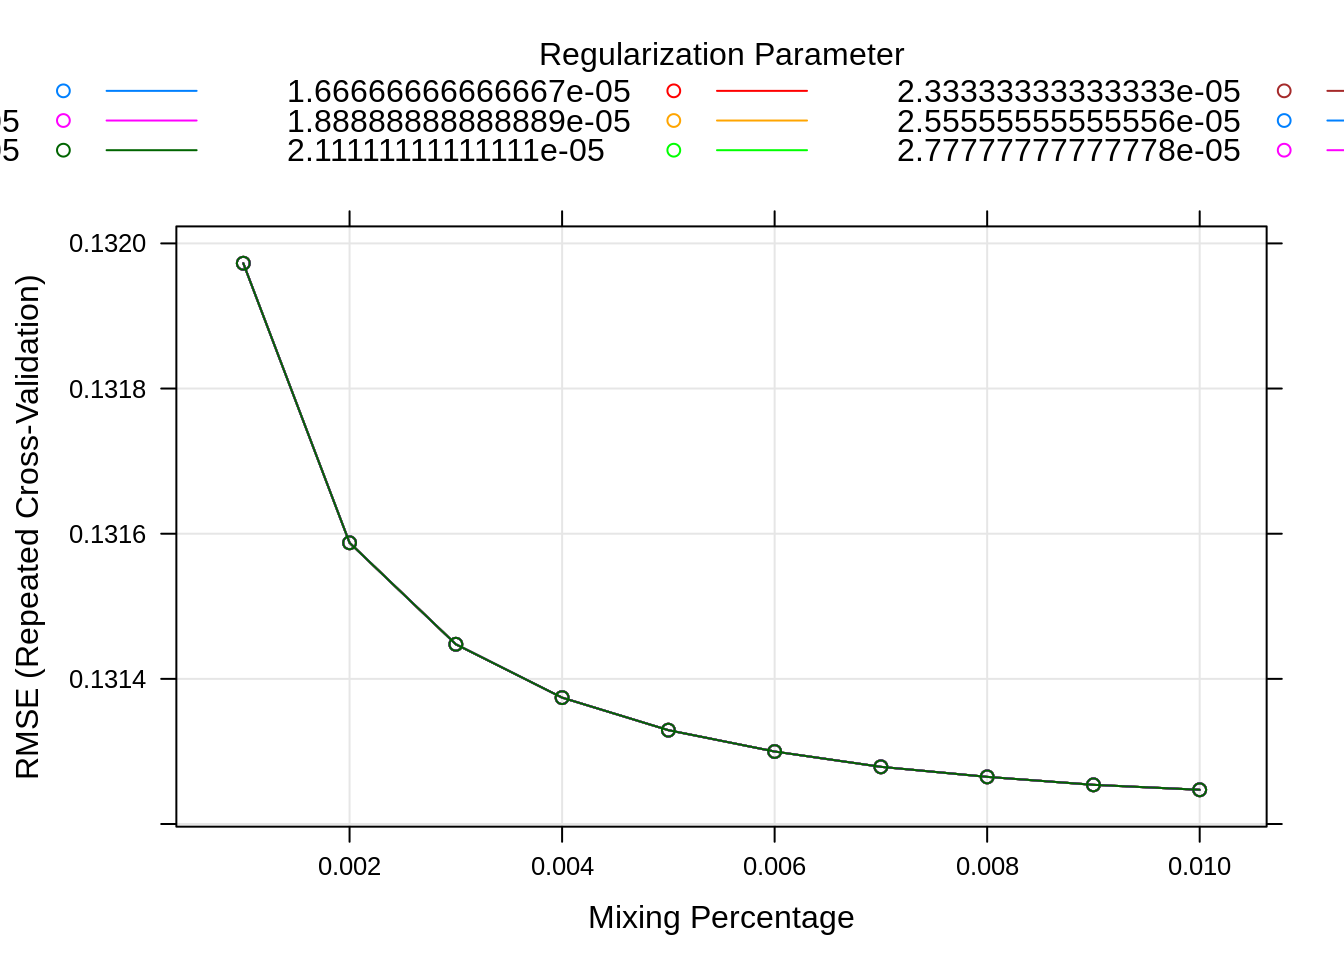 Regularization Parameter
1.66666666666667e-05 2.33333333333333e-05
05 1.88888888888889e-05 2.55555555555556e-05
05 2.11111111111111e-05 2.77777777777778e-05
0.1320
0.1318
0.1316
0.1314
RMSE (Repeated Cross-Validation)
0.002 0.004 0.006 0.008 0.010
Mixing Percentage